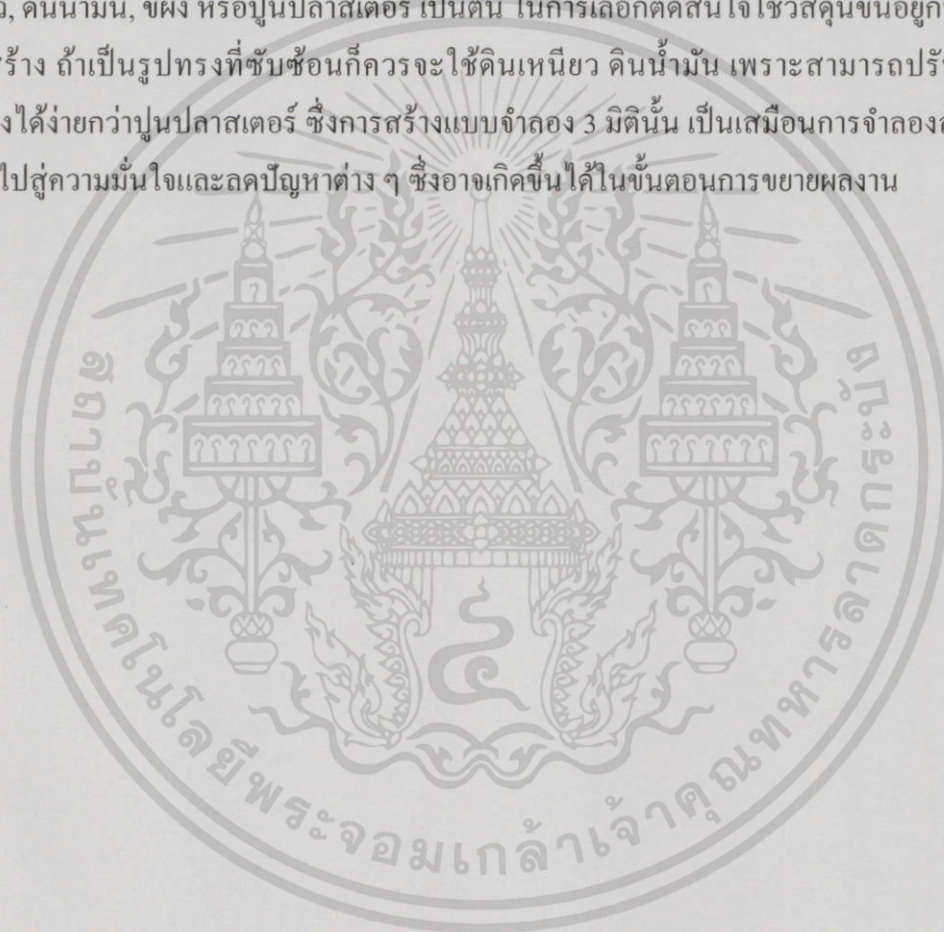 , ดินน้ำมัน, ขี้ผึ้ง หรือปูนปลาสเตอร์ เป็นต้น ในการเลือกตัดสินใจใช้วัสดุนั้นขึ้นอยู่
สร้าง ถ้าเป็นรูปทรงที่ซับซ้อนก็ควรจะใช้ดินเหนียว ดินน้ำมัน เพราะสามารถ
ได้ง่ายกว่าปูนปลาสเตอร์ ซึ่งการสร้างแบบจำลอง 3 มิตินั้น เป็นเสมือนการจำลอง
ไปสู่ความมั่นใจและลดปัญหาต่าง ๆ ซึ่งอาจเกิดขึ้นได้ในขั้นตอนการขยายผลงาน
สถาบันเทคโนโลยีพระจอมเกล้าเจ้าคุณทหารลาดกระบัง
๔